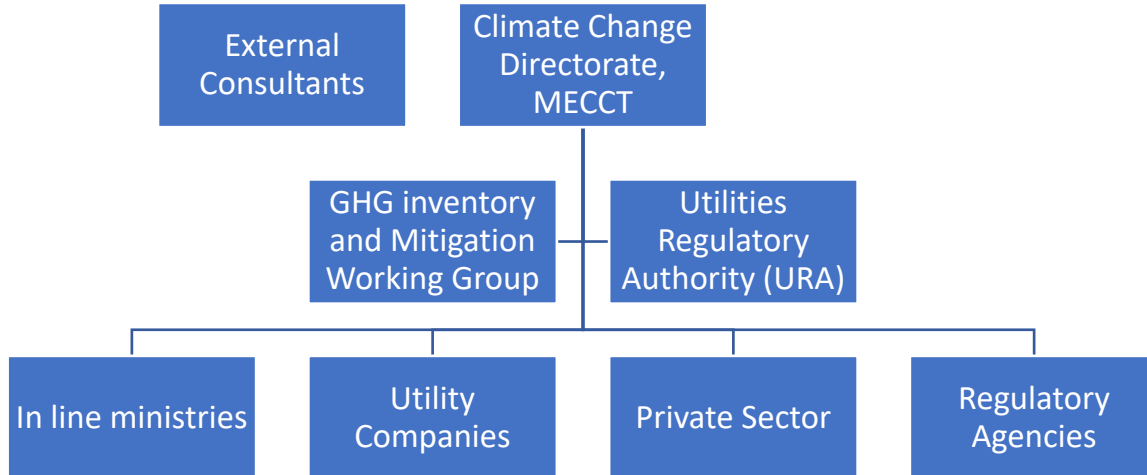 External
Consultants
Climate Change
Directorate,
MECCT
GHG inventory
and Mitigation
Working Group
Utilities
Regulatory
Authority (URA)
In line ministries
Utility
Companies
Private Sector
Regulatory
Agencies